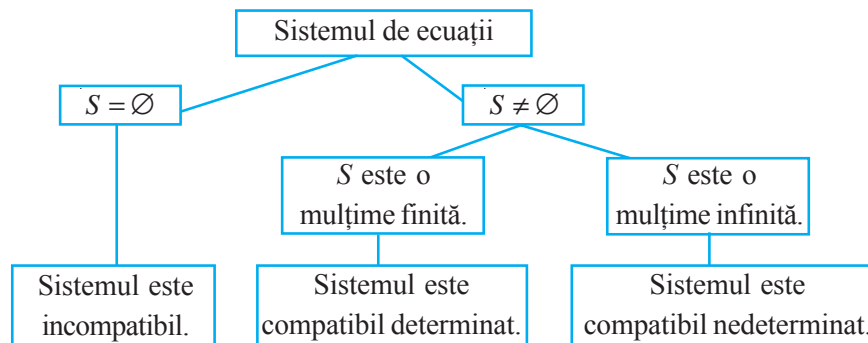 Sistemul de ecuații
S = ∅
S ≠ ∅
S este o
mulțime finită.
S este o
mulțime infinită.
Sistemul este
incompatibil.
Sistemul este
compatibil determinat.
Sistemul este
compatibil nedeterminat.